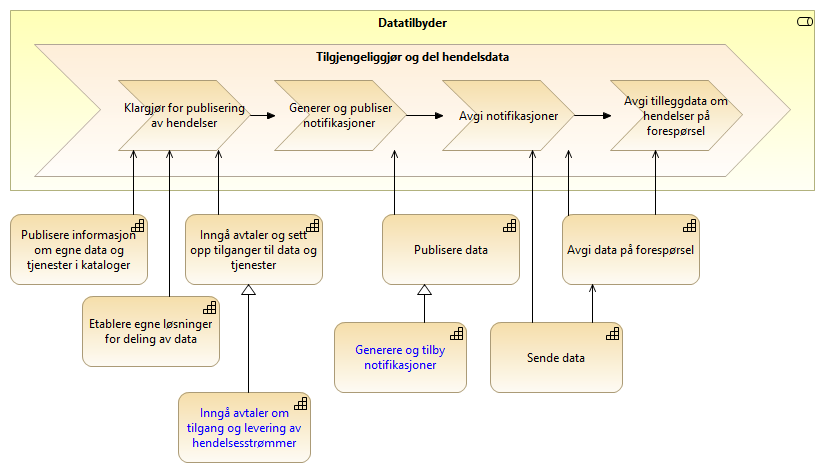 Datatilbyder
Tilgjengeliggjør og del hendelsdata
Klargjør for publisering
av hendelser
Generer og publiser
notifikasjoner
Avgi notifikasjoner
Avgi tilleggdata om
hendelser på
forespørsel
Publisere informasjon
om egne data og
tjenester i kataloger
Inngå avtaler og sett
opp tilganger til data og
tjenester
Publisere data
Avgi data på forespørsel
Etablere egne løsninger
for deling av data
Generere og tilby
notifikasjoner
Sende data
Inngå avtaler om
tilgang og levering av
hendelsesstrømmer